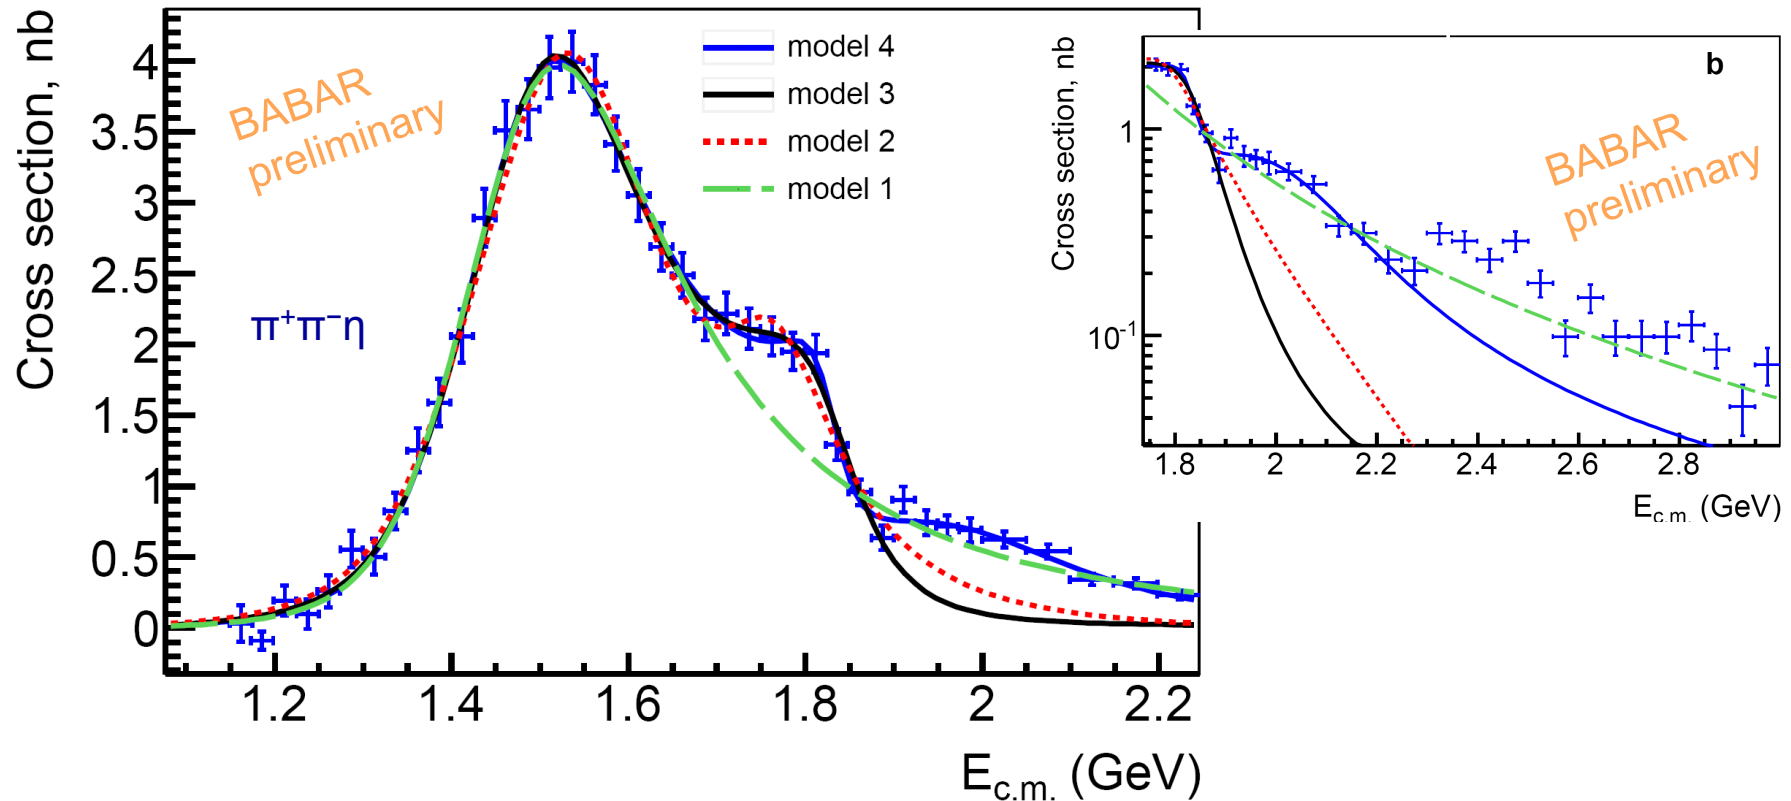 Cross section, nb
4
3.5
3
2.5
2
1.5
1
0.5
0
1.2 1.4 1.6 1.8 2 2.2
E_c.m. (GeV)
BABAR
preliminary
π⁺π⁻η
model 4
model 3
model 2
model 1
Cross section, nb
1
10⁻¹
1.8 2 2.2 2.4 2.6 2.8
E_c.m. (GeV)
b
BABAR
preliminary